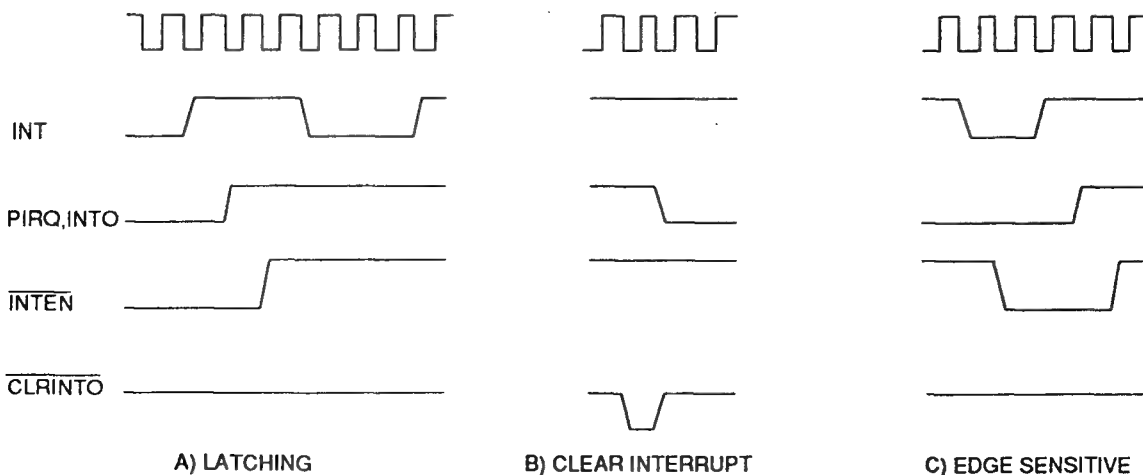 INT
PIRQ,INTO
INTEN
CLRINTO
A) LATCHING
B) CLEAR INTERRUPT
C) EDGE SENSITIVE